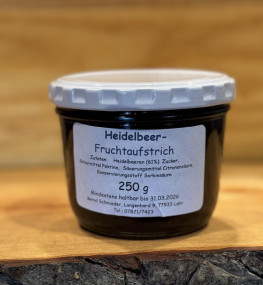 Heidelbeer-
Fruchtaufstrich
Zutaten: Heidelbeeren (61%), Zucker,
Geliermittel Pektine, Säuerungsmittel Citronensäure,
Konservierungsstoff Sorbinsäure
250 g
Mindestens haltbar bis 31.03.2026
Bernd Schmieder, Langenhard 9, 77933 Lahr
Tel.: 07821/7423